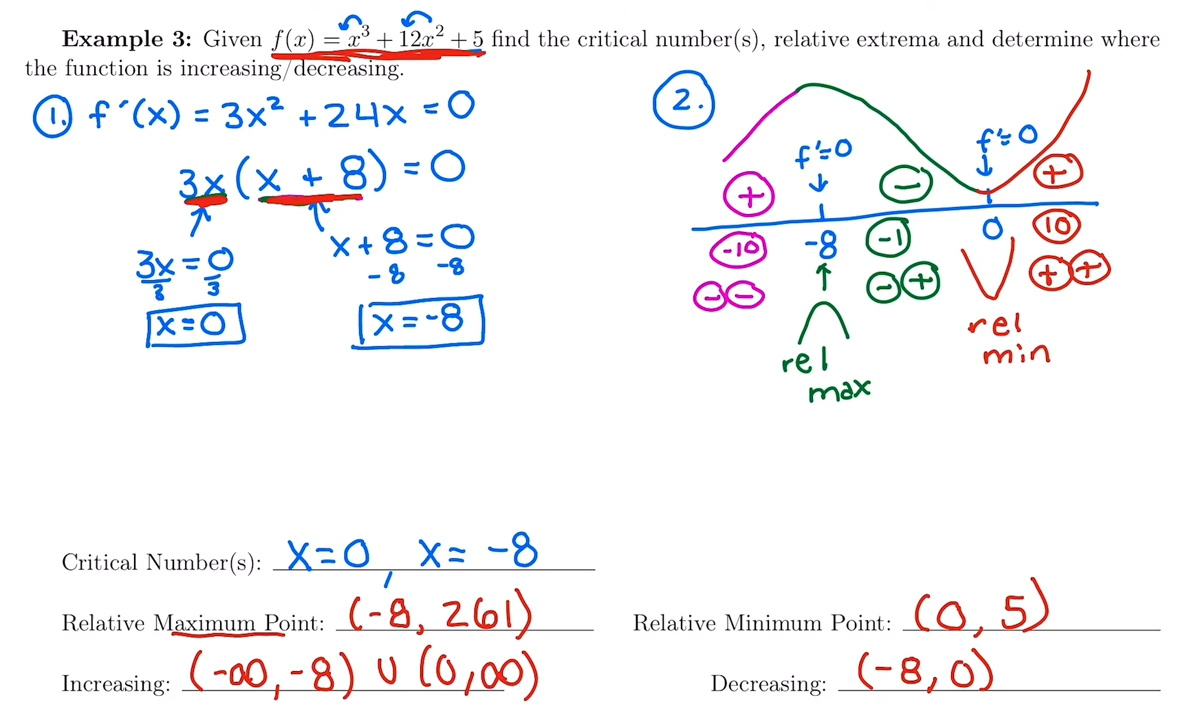 Example 3: Given f(x) = x³ + 12x² + 5 find the critical number(s), relative extrema and determine where
the function is increasing/decreasing.
1. f'(x) = 3x² + 24x = 0
3x(x + 8) = 0
3x = 0
3 3
x = 0
x + 8 = 0
-8 -8
x = -8
2.
f'=0 f'=0
+ - +
-10 -8 -1 0 10
- - - + + +
rel
max
rel
min
Critical Number(s): x=0, x= -8
Relative Maximum Point: (-8, 261)
Relative Minimum Point: (0, 5)
Increasing: (-∞, -8) ∪ (0, ∞)
Decreasing: (-8, 0)